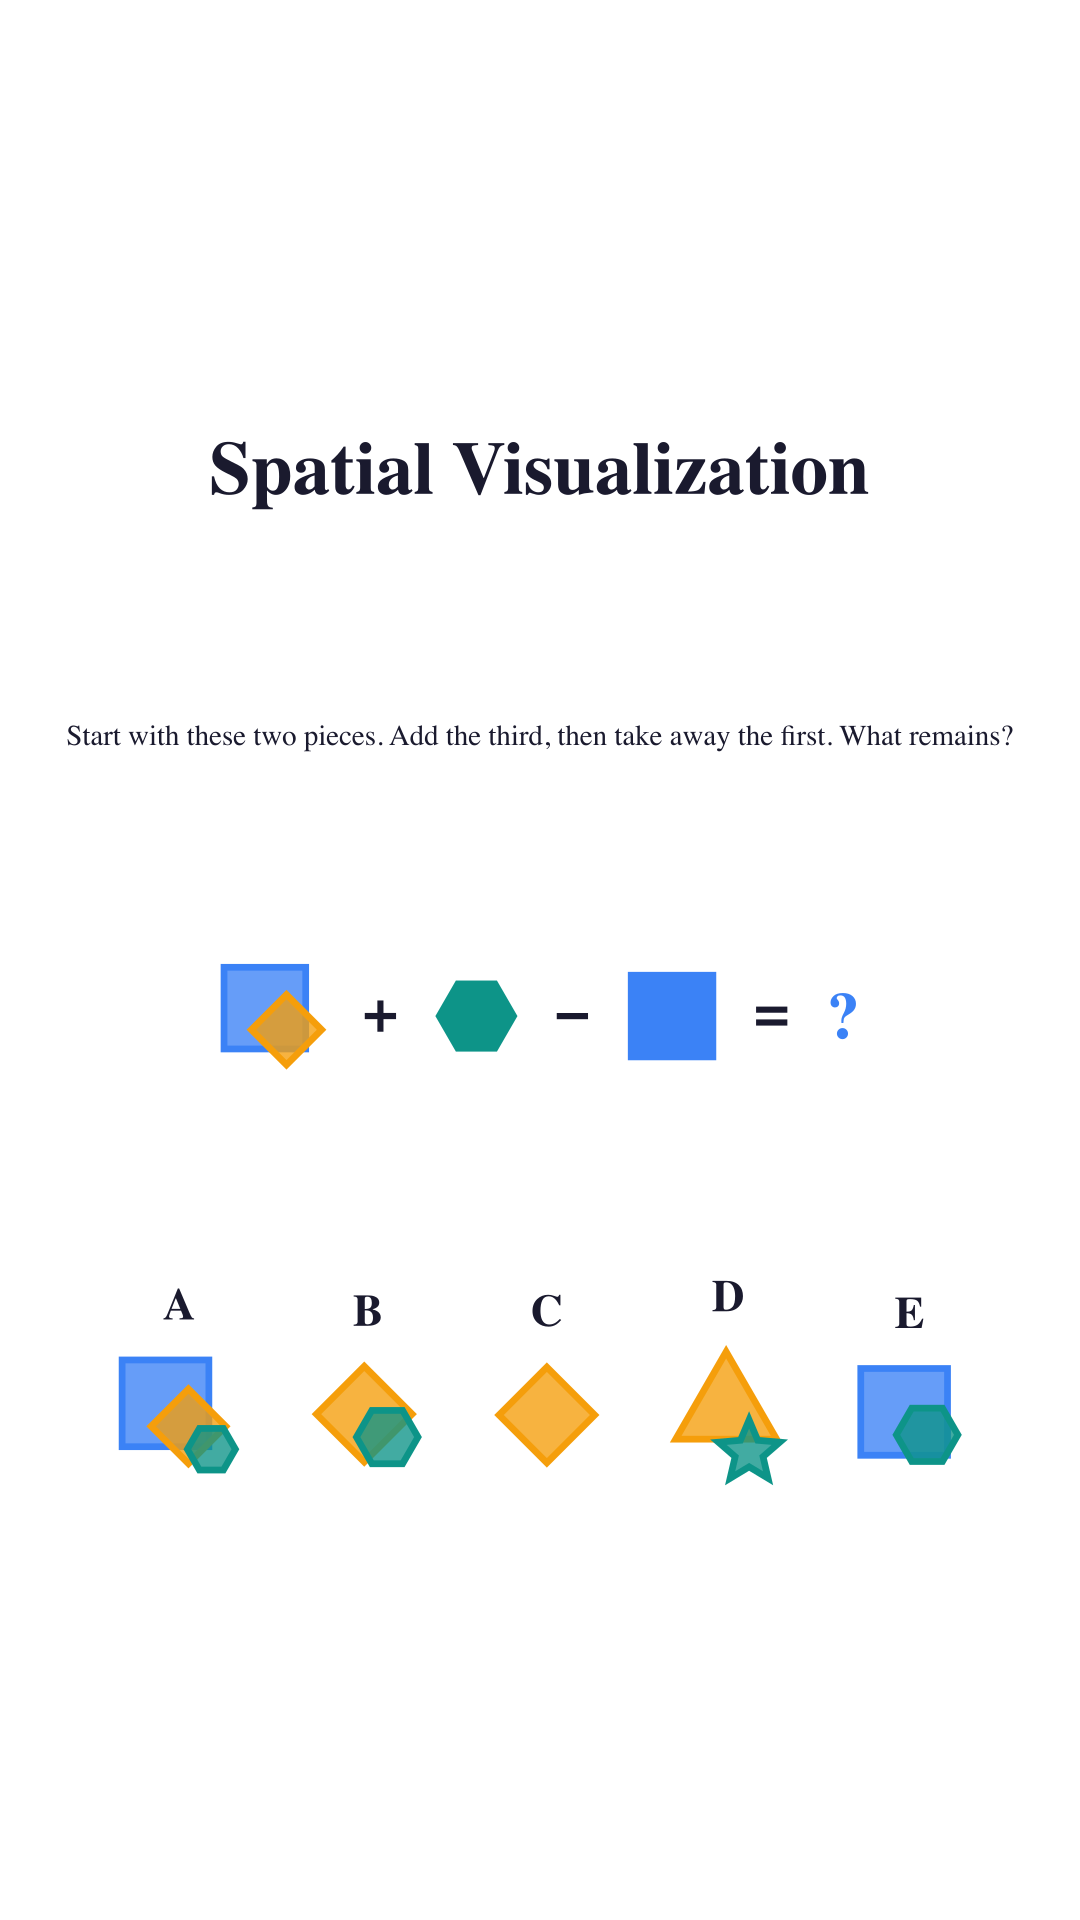 Spatial Visualization
Start with these two pieces. Add the third, then take away the first. What remains?
+ − = ?
A B C D E